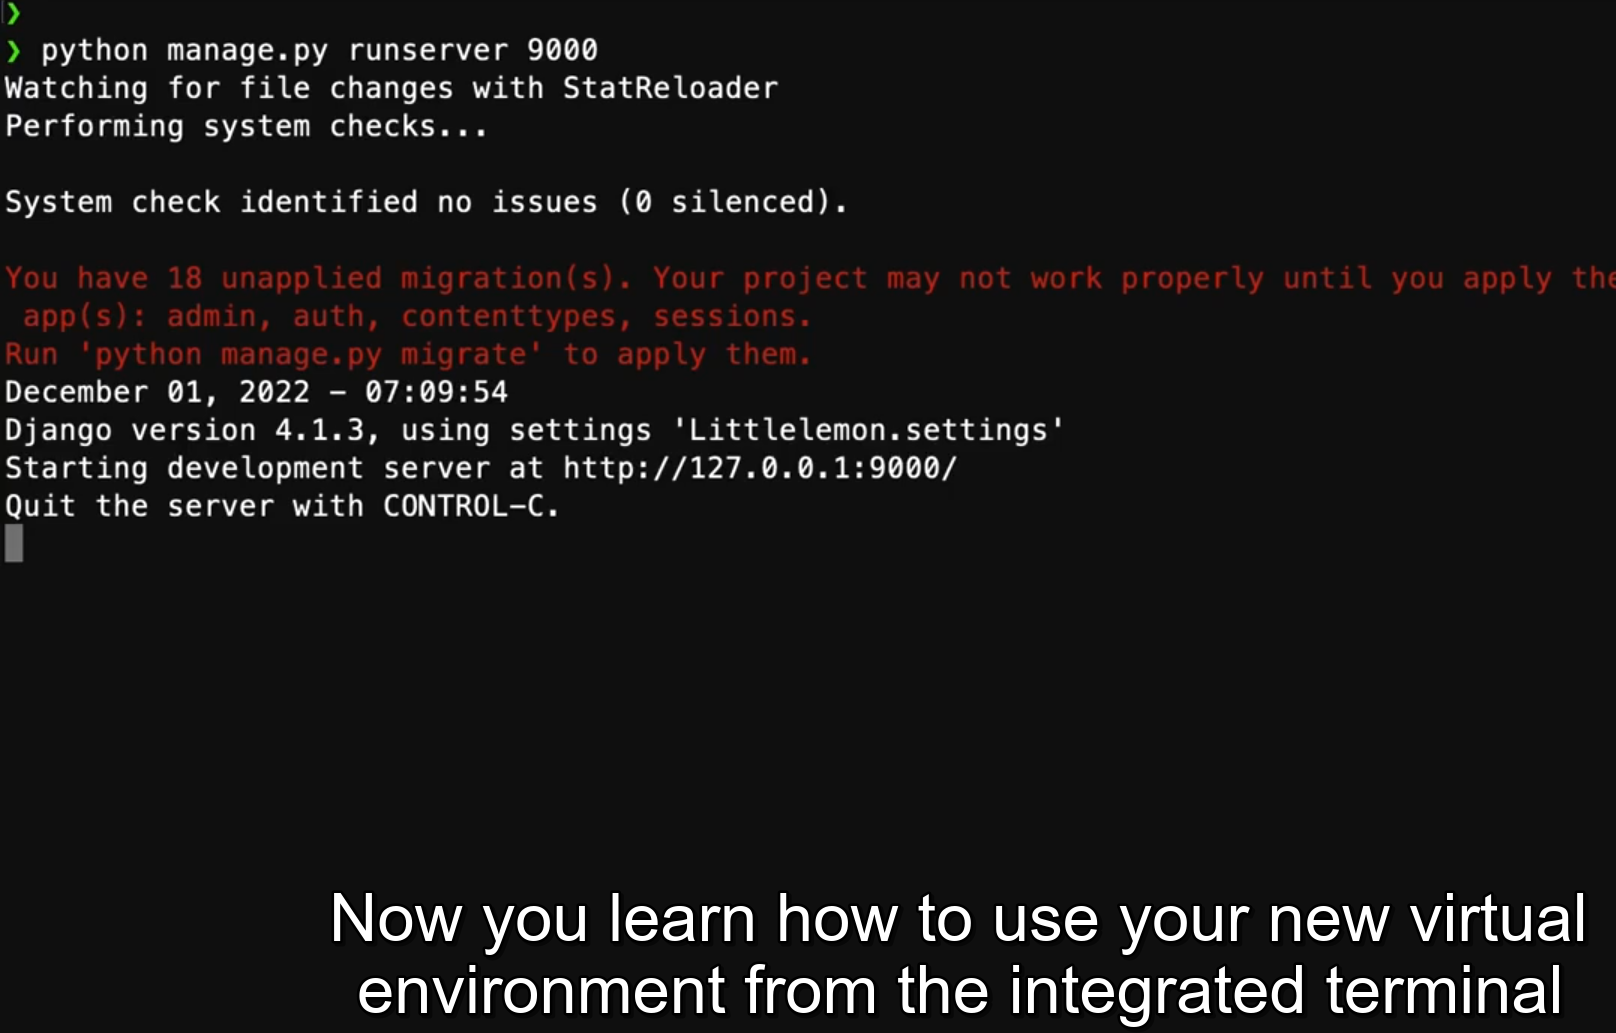 ❯
❯ python manage.py runserver 9000
Watching for file changes with StatReloader
Performing system checks...
System check identified no issues (0 silenced).
You have 18 unapplied migration(s). Your project may not work properly until you apply the
app(s): admin, auth, contenttypes, sessions.
Run 'python manage.py migrate' to apply them.
December 01, 2022 – 07:09:54
Django version 4.1.3, using settings 'Littlelemon.settings'
Starting development server at http://127.0.0.1:9000/
Quit the server with CONTROL–C.
Now you learn how to use your new virtual
environment from the integrated terminal